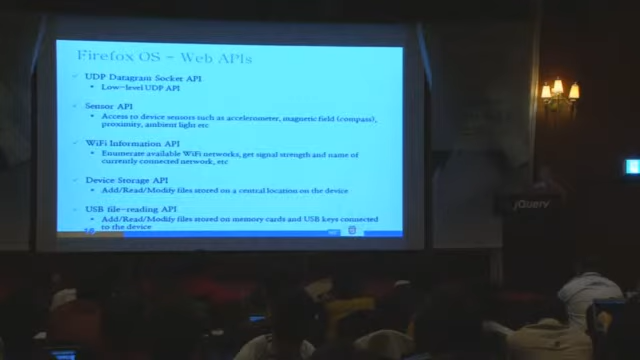 Firefox OS - Web APIs
UDP Datagram Socket API
Low-level UDP API
Sensor API
Access to device sensors such as accelerometer, magnetic field (compass),
proximity, ambient light etc
WiFi Information API
Enumerate available WiFi networks, get signal strength and name of
currently connected network, etc
Device Storage API
Add/Read/Modify files stored on a central location on the device
USB file-reading API
Add/Read/Modify files stored on memory cards and USB keys connected
to the device
jQuery